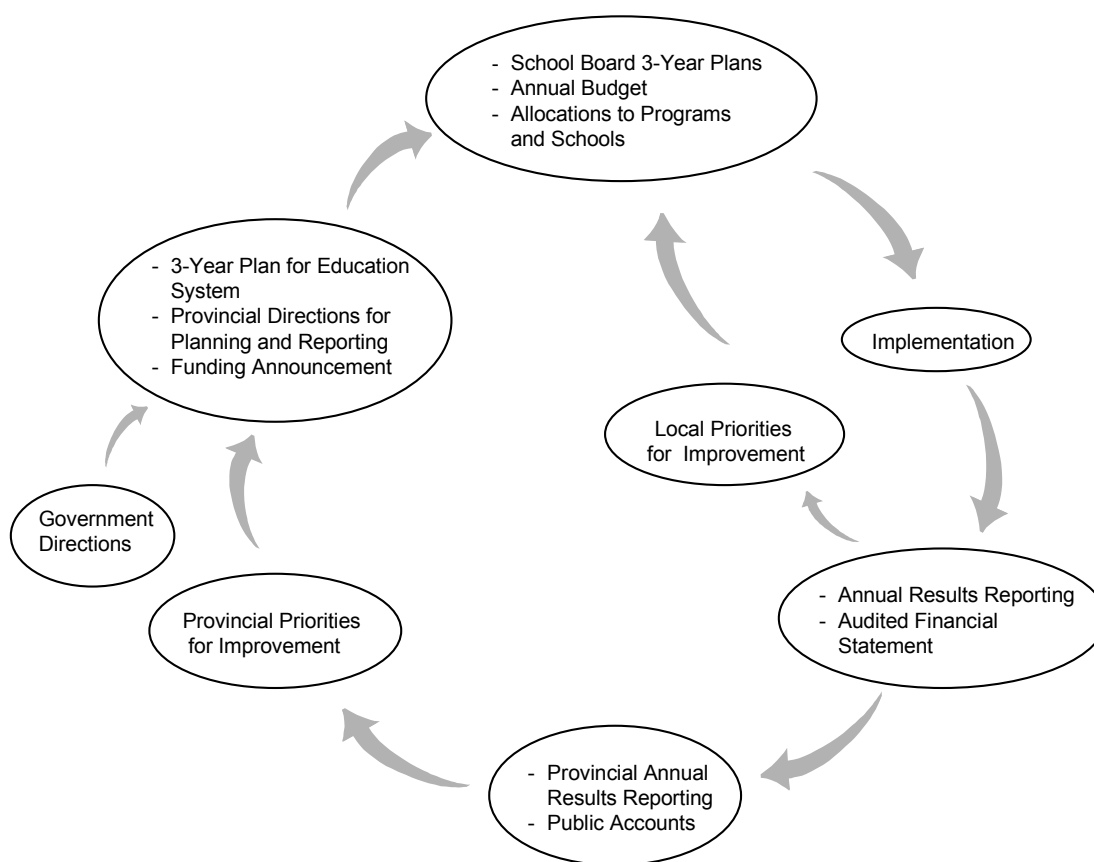 - School Board 3-Year Plans
- Annual Budget
- Allocations to Programs
and Schools
- 3-Year Plan for Education
System
- Provincial Directions for
Planning and Reporting
- Funding Announcement
Implementation
Local Priorities
for Improvement
Government
Directions
Provincial Priorities
for Improvement
- Annual Results Reporting
- Audited Financial
Statement
- Provincial Annual
Results Reporting
- Public Accounts